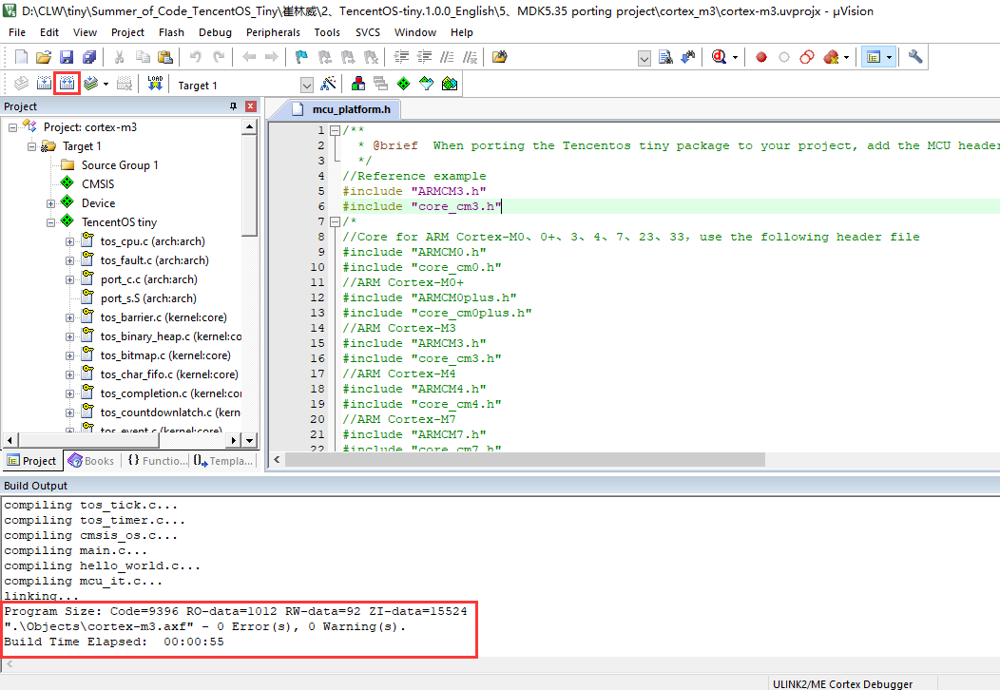 D:\CLW\tiny\Summer_of_Code_TencentOS_Tiny\崔林威\2、TencentOS-tiny.1.0.0_English\5、MDK5.35 porting project\cortex_m3\cortex-m3.uvprojx - µVision
File Edit View Project Flash Debug Peripherals Tools SVCS Window Help
LOAD
Target 1
Project
Project: cortex-m3
Target 1
Source Group 1
CMSIS
Device
TencentOS tiny
tos_cpu.c (arch:arch)
tos_fault.c (arch:arch)
port_c.c (arch:arch)
port_s.S (arch:arch)
tos_barrier.c (kernel:core)
tos_binary_heap.c (kernel:co
tos_bitmap.c (kernel:core)
tos_char_fifo.c (kernel:core)
tos_completion.c (kernel:cor
tos_countdownlatch.c (kern
tos_event.c (kernel:core)
Project Books {} Functio... Templa...
mcu_platform.h
1 /**
2 * @brief When porting the Tencentos tiny package to your project, add the MCU header
3 */
4 //Reference example
5 #include "ARMCM3.h"
6 #include "core_cm3.h"
7 /*
8 //Core for ARM Cortex-M0、0+、3、4、7、23、33，use the following header file
9 #include "ARMCM0.h"
10 #include "core_cm0.h"
11 //ARM Cortex-M0+
12 #include "ARMCM0plus.h"
13 #include "core_cm0plus.h"
14 //ARM Cortex-M3
15 #include "ARMCM3.h"
16 #include "core_cm3.h"
17 //ARM Cortex-M4
18 #include "ARMCM4.h"
19 #include "core_cm4.h"
20 //ARM Cortex-M7
21 #include "ARMCM7.h"
22 #include "core_cm7.h"
Build Output
compiling tos_tick.c...
compiling tos_timer.c...
compiling cmsis_os.c...
compiling main.c...
compiling hello_world.c...
compiling mcu_it.c...
linking...
Program Size: Code=9396 RO-data=1012 RW-data=92 ZI-data=15524
".\Objects\cortex-m3.axf" - 0 Error(s), 0 Warning(s).
Build Time Elapsed: 00:00:55
ULINK2/ME Cortex Debugger